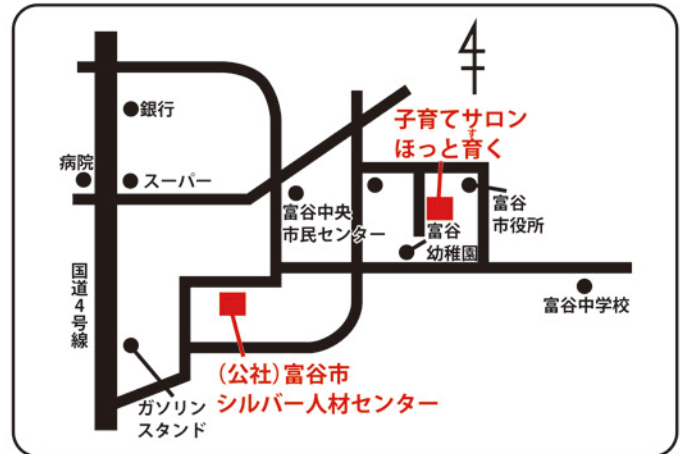 銀行
病院
スーパー
子育てサロン
す
ほっと育く
富谷中央
市民センター
富谷
市役所
富谷
幼稚園
国道4号線
富谷中学校
(公社)富谷市
シルバー人材センター
ガソリン
スタンド